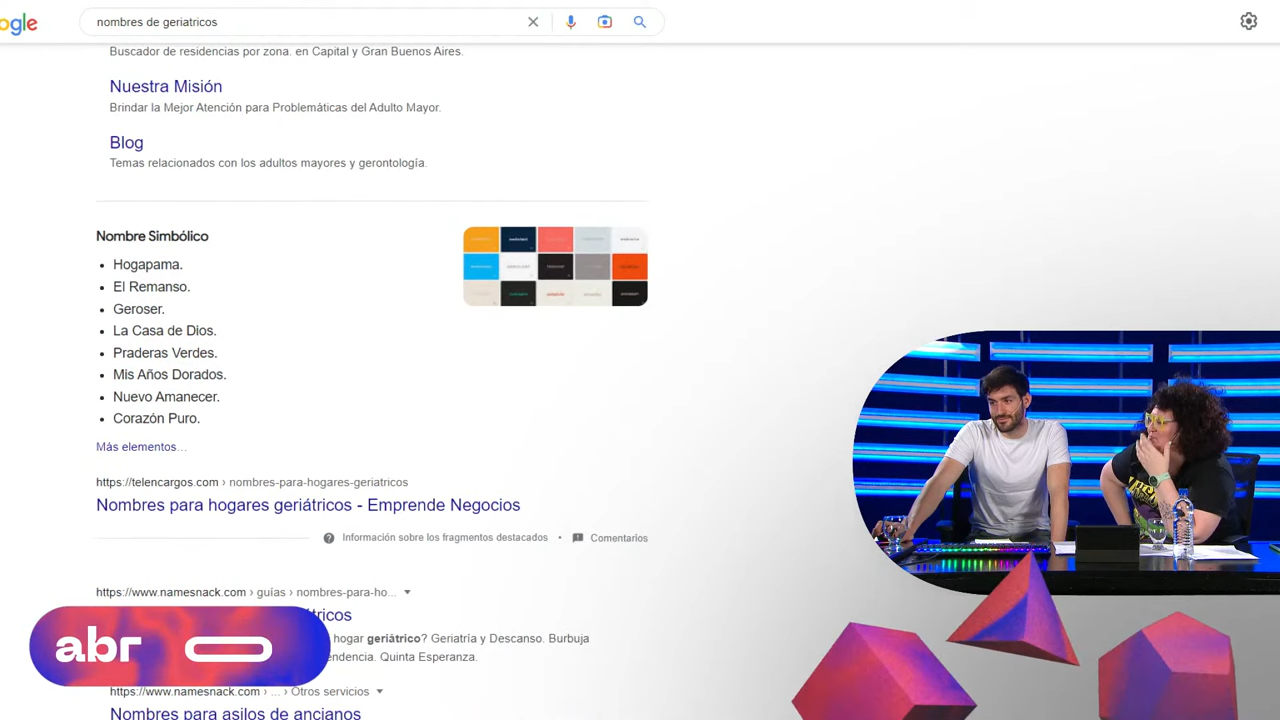 ogle
nombres de geriatricos
Buscador de residencias por zona. en Capital y Gran Buenos Aires.
Nuestra Misión
Brindar la Mejor Atención para Problemáticas del Adulto Mayor.
Blog
Temas relacionados con los adultos mayores y gerontología.
Nombre Simbólico
Hogapama.
El Remanso.
Geroser.
La Casa de Dios.
Praderas Verdes.
Mis Años Dorados.
Nuevo Amanecer.
Corazón Puro.
Más elementos…
https://telencargos.com › nombres-para-hogares-geriatricos
Nombres para hogares geriátricos - Emprende Negocios
Información sobre los fragmentos destacados • Comentarios
https://www.namesnack.com › guías › nombres-para-ho...
tricos
hogar geriátrico? Geriatría y Descanso. Burbuja
endencia. Quinta Esperanza.
abr
https://www.namesnack.com › ... › Otros servicios
Nombres para asilos de ancianos